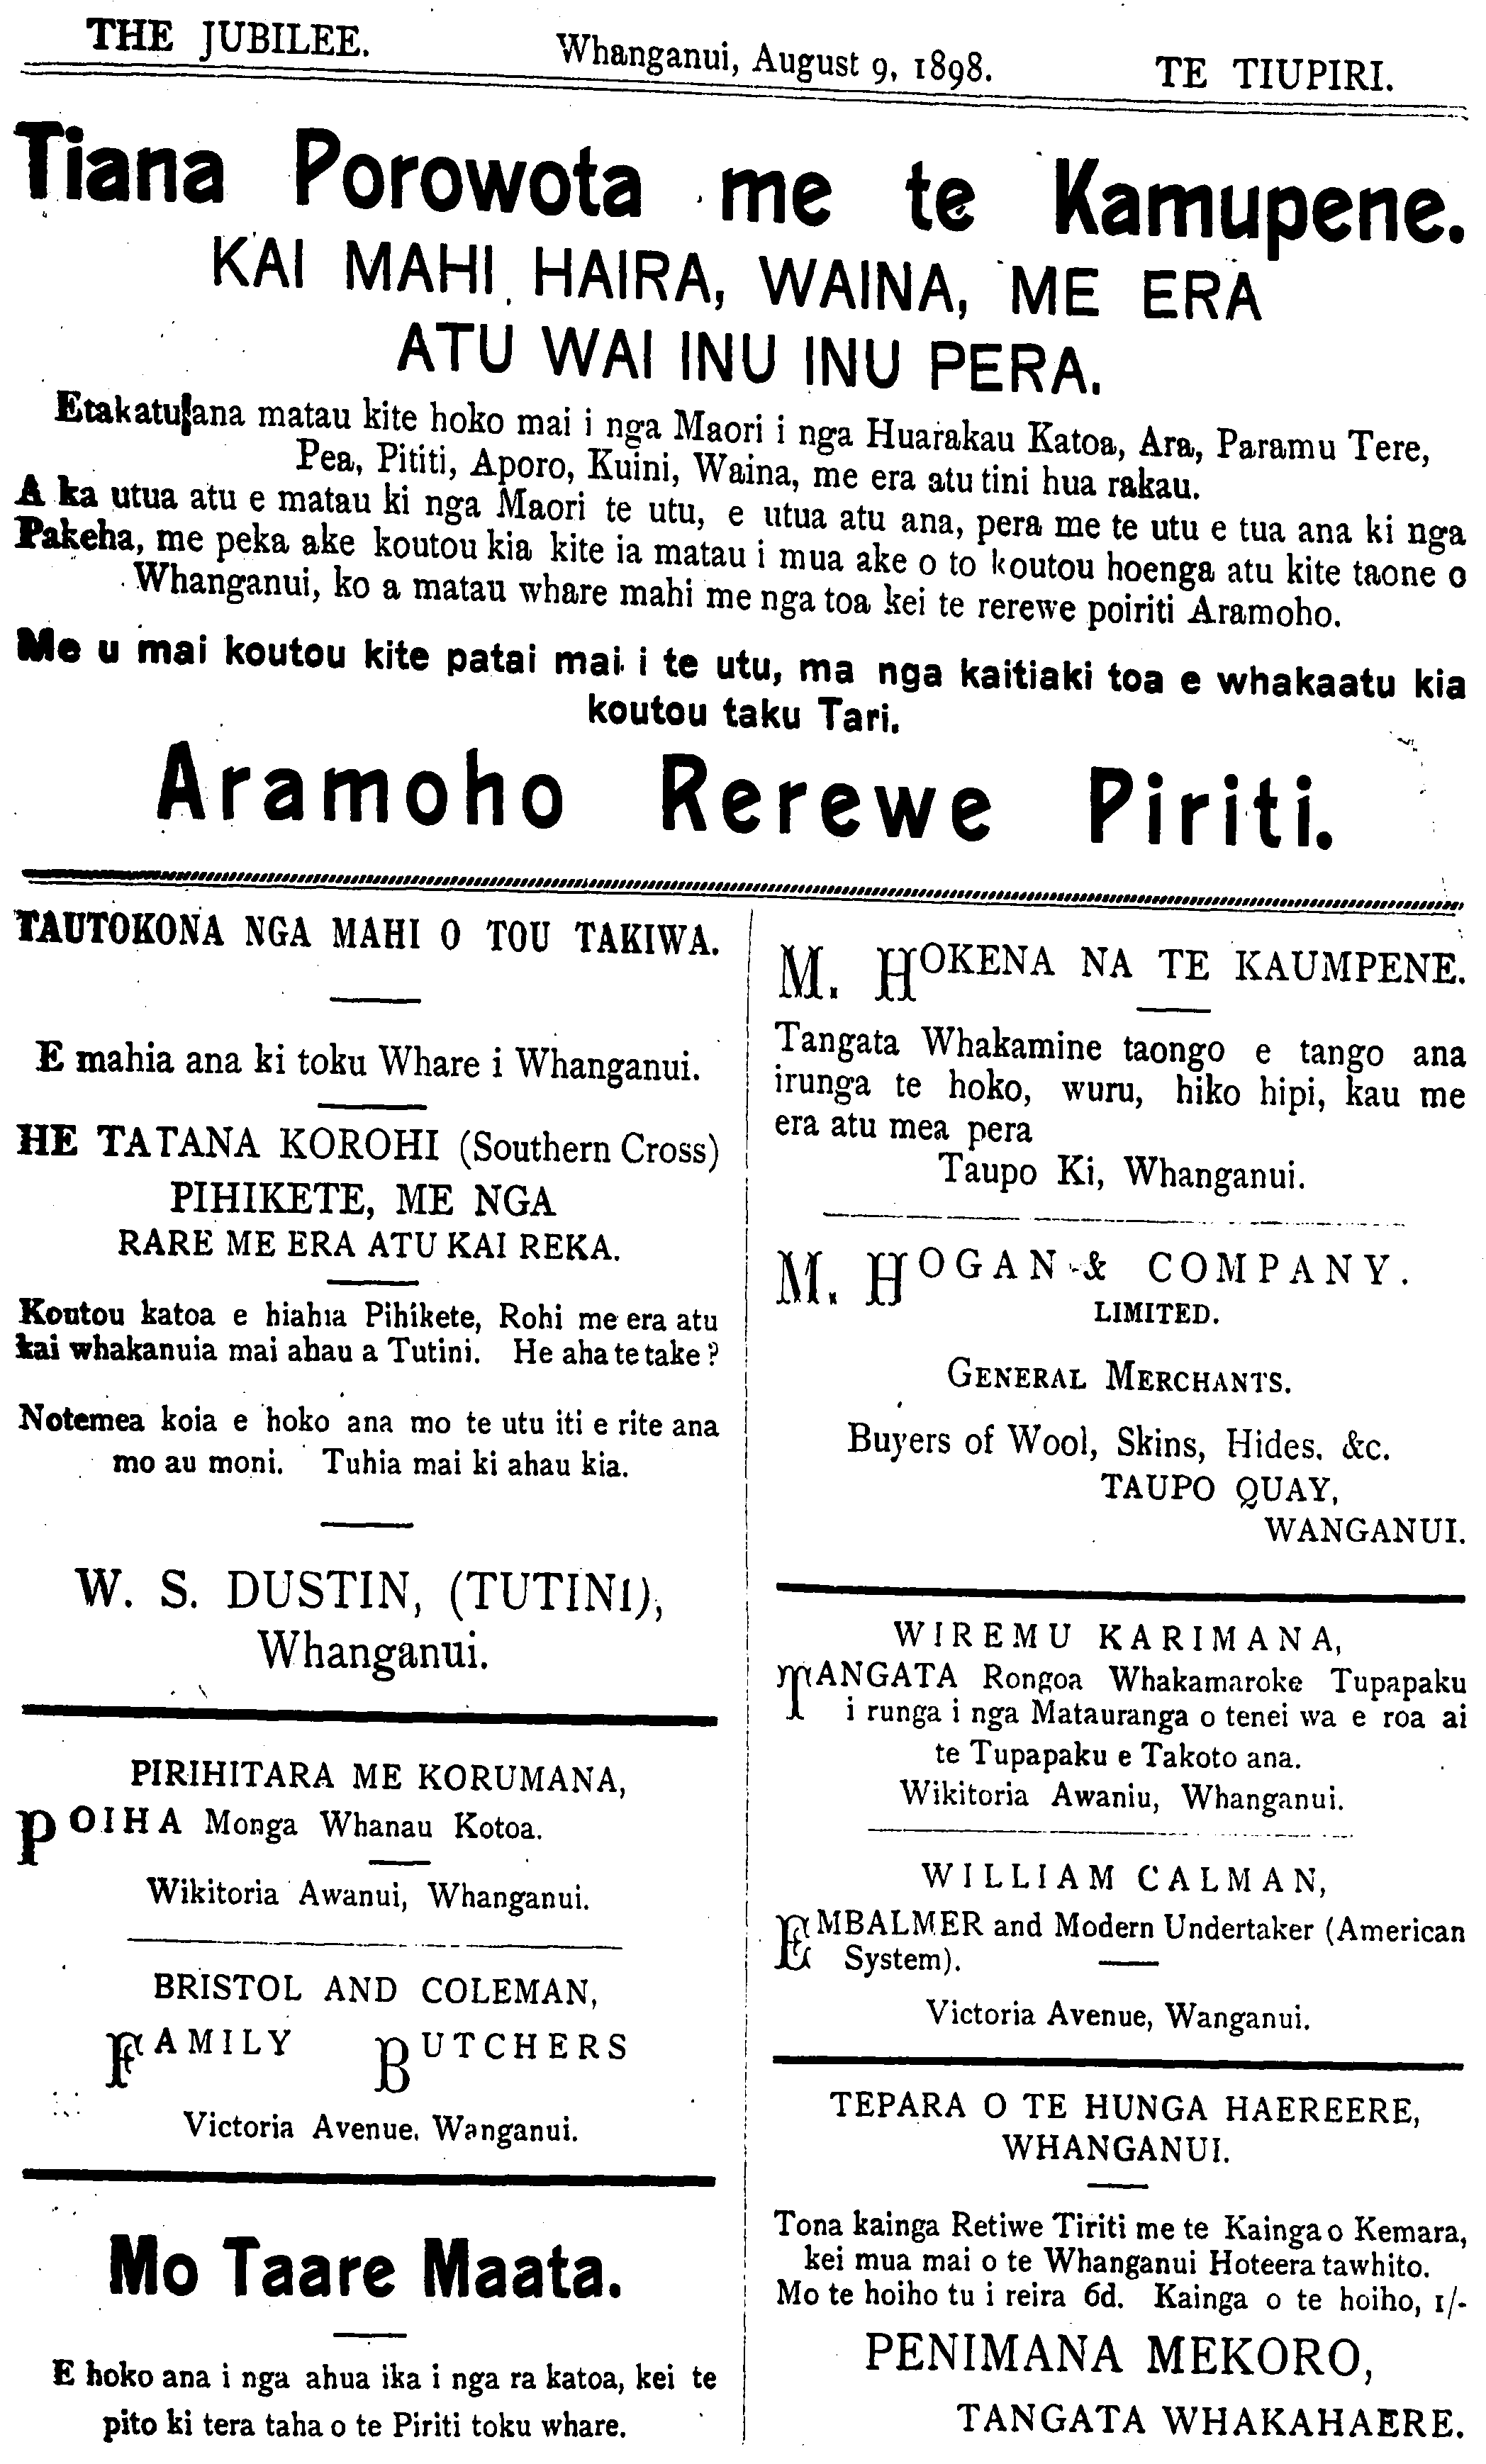 THE JUBILEE. Whanganui, August 9, 1898. TE TIUPIRI.
Tiana Porowota me te Kamupene.
KAI MAHI HAIRA, WAINA, ME ERA
ATU WAI INU INU PERA.
Etakatu ana matau kite hoko mai i nga Maori i nga Huarakau Katoa, Ara, Paramu Tere,
Pea, Pititi, Aporo, Kuini, Waina, me era atu tini hua rakau.
A ka utua atu e matau ki nga Maori te utu, e utua atu ana, pera me te utu e tua ana ki nga
Pakeha, me peka ake koutou kia kite ia matau i mua ake o to koutou hoenga atu kite taone o
Whanganui, ko a matau whare mahi me nga toa kei te rerewe poiriti Aramoho.
Me u mai koutou kite patai mai i te utu, ma nga kaitiaki toa e whakaatu kia
koutou taku Tari.
Aramoho Rerewe Piriti.
TAUTOKONA NGA MAHI O TOU TAKIWA.
E mahia ana ki toku Whare i Whanganui.
HE TATANA KOROHI (Southern Cross)
PIHIKETE, ME NGA
RARE ME ERA ATU KAI REKA.
Koutou katoa e hiahia Pihikete, Rohi me era atu
kai whakanuia mai ahau a Tutini. He aha te take?
Notemea koia e hoko ana mo te utu iti e rite ana
mo au moni. Tuhia mai ki ahau kia.
W. S. DUSTIN, (TUTINI),
Whanganui.
PIRIHITARA ME KORUMANA,
POIHA Monga Whanau Kotoa.
Wikitoria Awanui, Whanganui.
BRISTOL AND COLEMAN,
FAMILY BUTCHERS
Victoria Avenue, Wanganui.
Mo Taare Maata.
E hoko ana i nga ahua ika i nga ra katoa, kei te
pito ki tera taha o te Piriti toku whare.
M. HOKENA NA TE KAUMPENE.
Tangata Whakamine taongo e tango ana
irunga te hoko, wuru, hiko hipi, kau me
era atu mea pera
Taupo Ki, Whanganui.
M. HOGAN & COMPANY.
LIMITED.
GENERAL MERCHANTS.
Buyers of Wool, Skins, Hides, &c.
TAUPO QUAY,
WANGANUI.
WIREMU KARIMANA,
TANGATA Rongoa Whakamaroke Tupapaku
i runga i nga Matauranga o tenei wa e roa ai
te Tupapaku e Takoto ana.
Wikitoria Awaniu, Whanganui.
WILLIAM CALMAN,
EMBALMER and Modern Undertaker (American
System).
Victoria Avenue, Wanganui.
TEPARA O TE HUNGA HAEREERE,
WHANGANUI.
Tona kainga Retiwe Tiriti me te Kainga o Kemara,
kei mua mai o te Whanganui Hoteera tawhito.
Mo te hoiho tu i reira 6d. Kainga o te hoiho, 1/-
PENIMANA MEKORO,
TANGATA WHAKAHAERE.